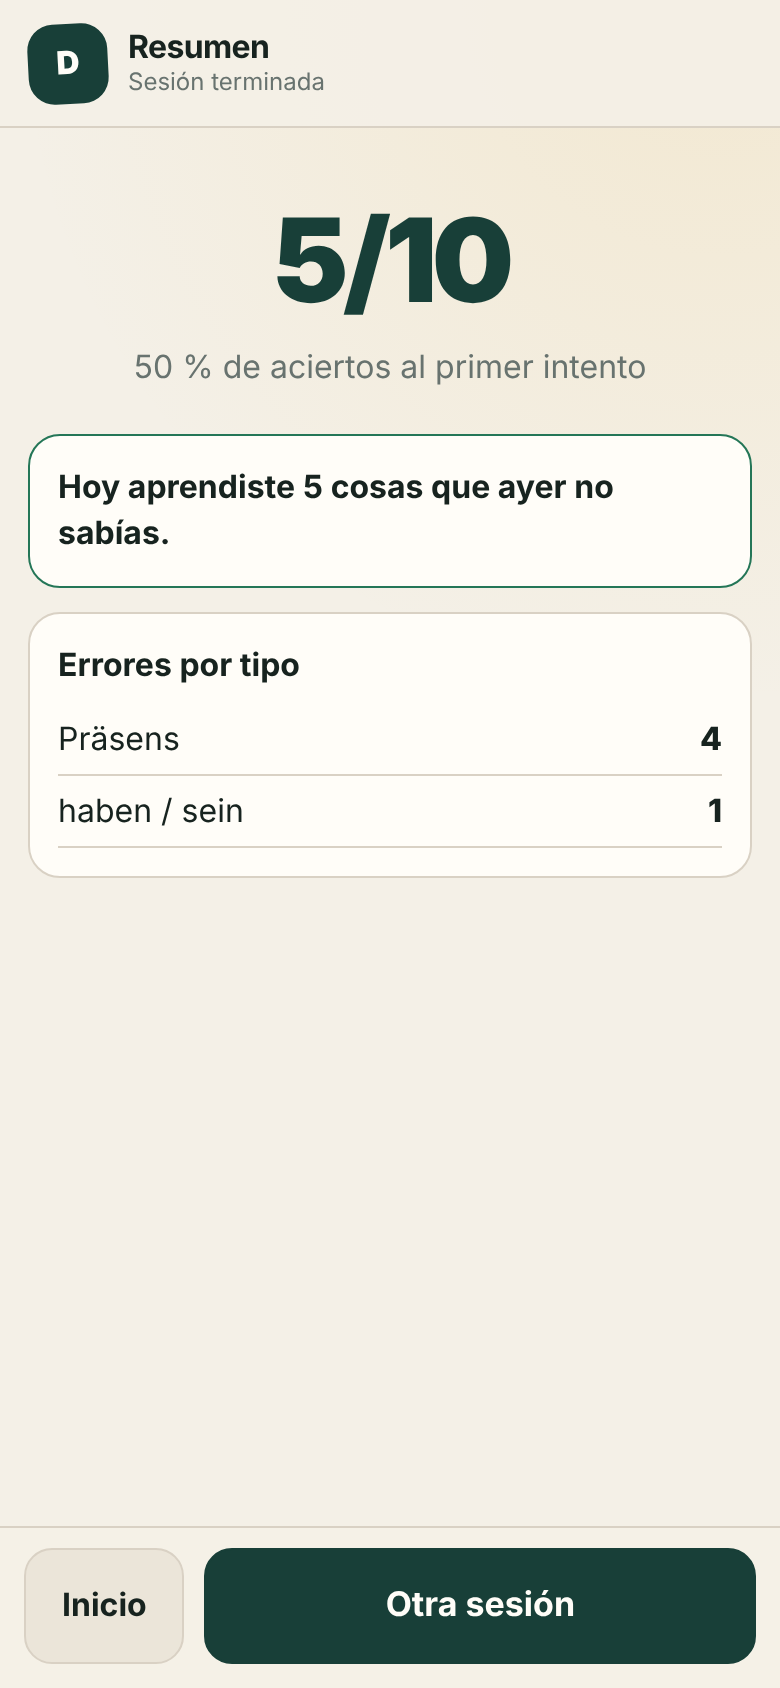 D
Resumen
Sesión terminada
5/10
50 % de aciertos al primer intento
Hoy aprendiste 5 cosas que ayer no
sabías.
Errores por tipo
Präsens 4
haben / sein 1
Inicio
Otra sesión